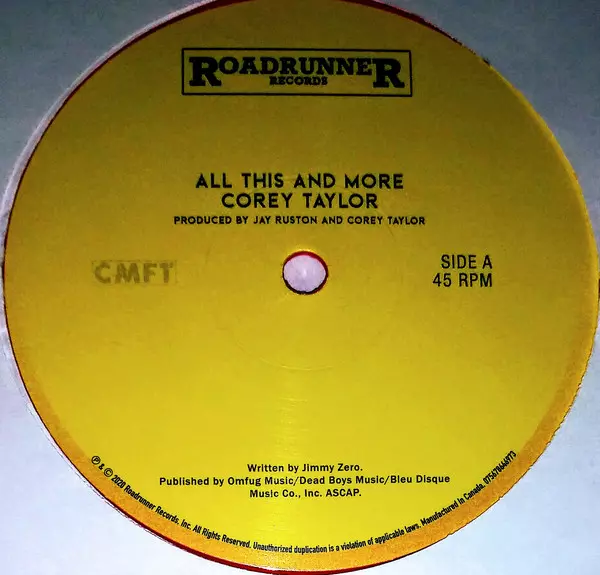 ROADRUNNER
RECORDS
ALL THIS AND MORE
COREY TAYLOR
PRODUCED BY JAY RUSTON AND COREY TAYLOR
CMFT
SIDE A
45 RPM
Written by Jimmy Zero.
Published by Omfug Music/Dead Boys Music/Bleu Disque
Music Co., Inc. ASCAP.
℗ & © 2020 Roadrunner Records, Inc. All Rights Reserved. Unauthorized duplication is a violation of applicable laws. Manufactured in Canada. 075678646973